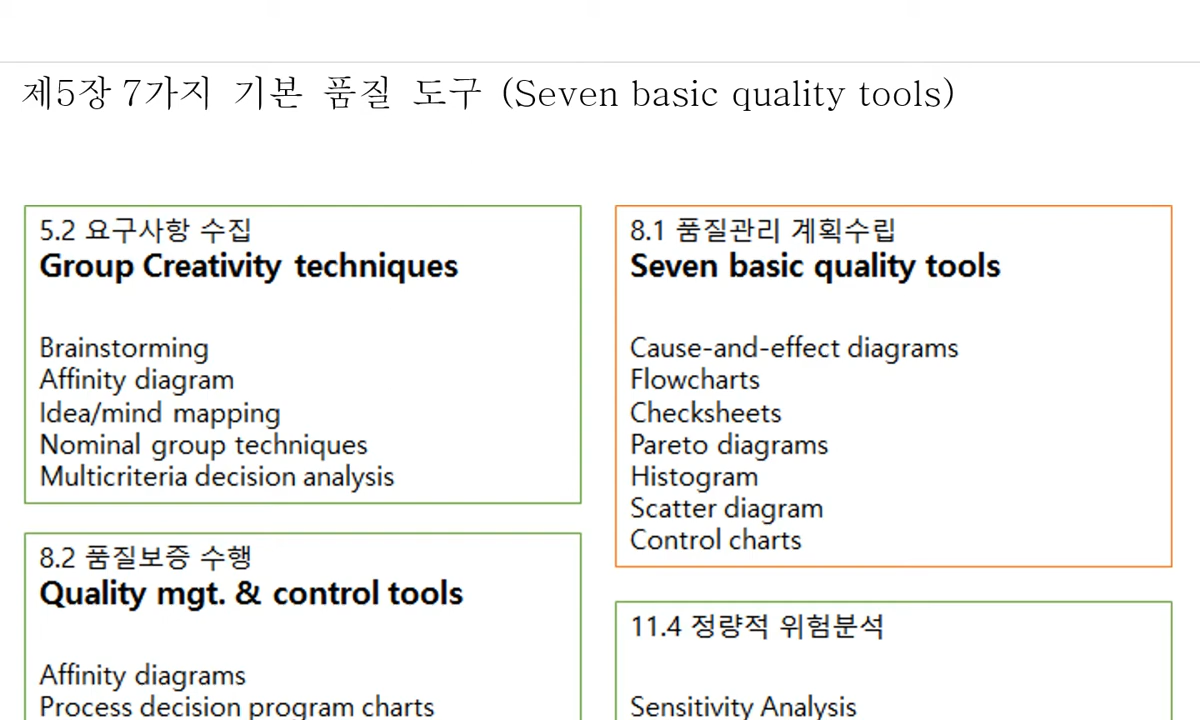 제5장 7가지 기본 품질 도구 (Seven basic quality tools)
5.2 요구사항 수집
Group Creativity techniques
Brainstorming
Affinity diagram
Idea/mind mapping
Nominal group techniques
Multicriteria decision analysis
8.2 품질보증 수행
Quality mgt. & control tools
Affinity diagrams
Process decision program charts
8.1 품질관리 계획수립
Seven basic quality tools
Cause-and-effect diagrams
Flowcharts
Checksheets
Pareto diagrams
Histogram
Scatter diagram
Control charts
11.4 정량적 위험분석
Sensitivity Analysis